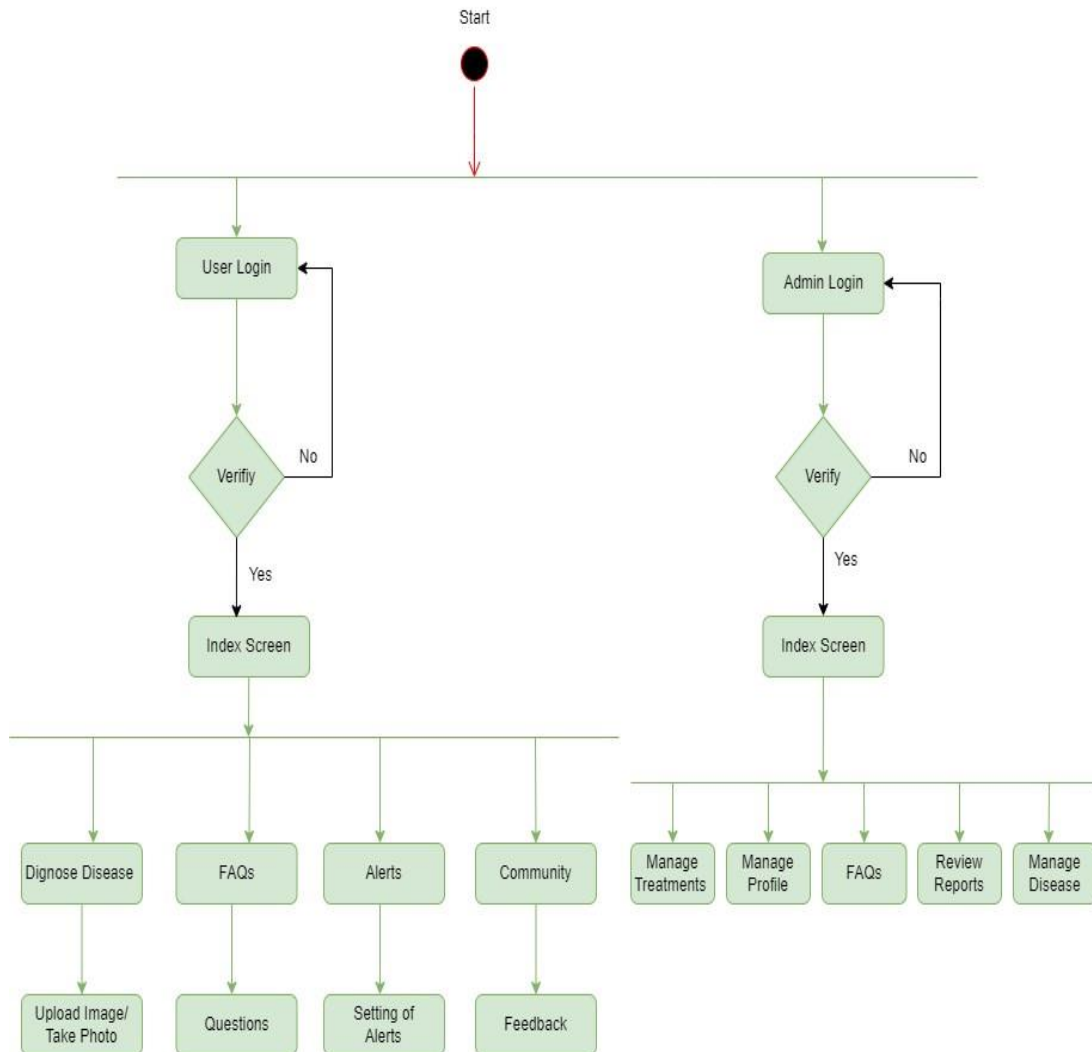 Start
User Login
Admin Login
No
No
Verifiy
Verify
Yes
Yes
Index Screen
Index Screen
Dignose Disease
FAQs
Alerts
Community
Manage
Treatments
Manage
Profile
FAQs
Review
Reports
Manage
Disease
Upload Image/
Take Photo
Questions
Setting of
Alerts
Feedback